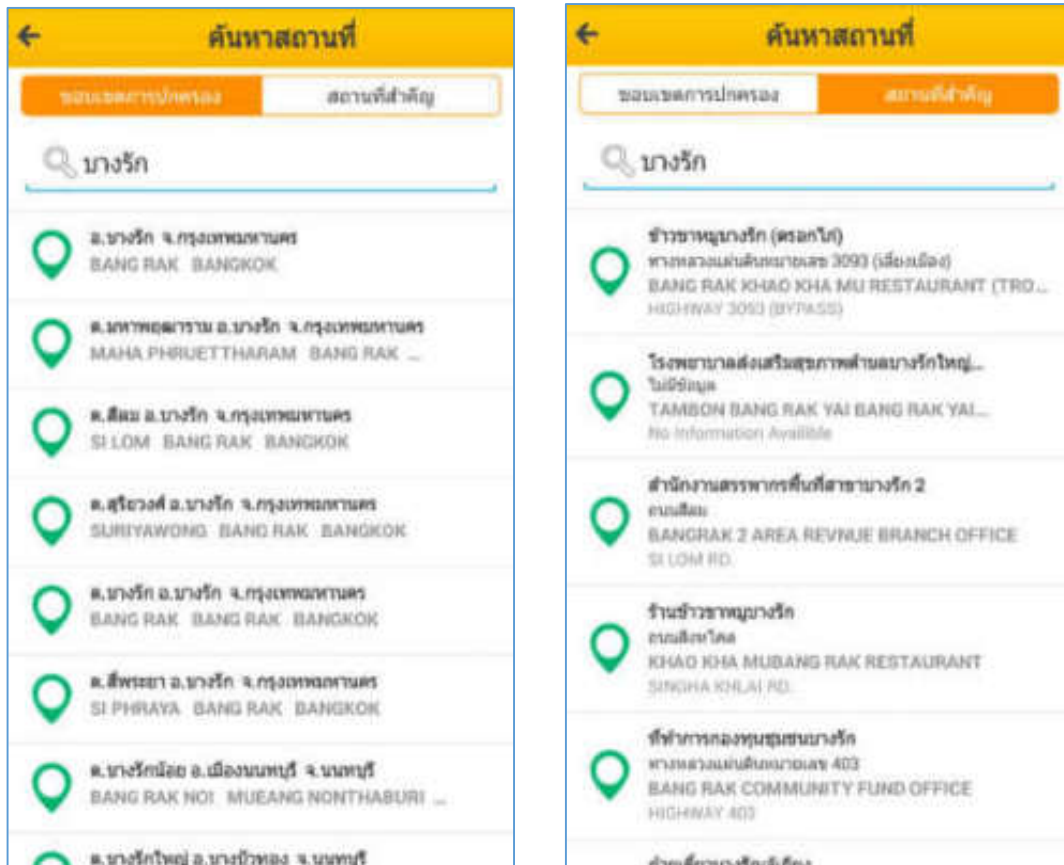 ค้นหาสถานที่
ขอบเขตการปกครอง
สถานที่สำคัญ
บางรัก
อ.บางรัก จ.กรุงเทพมหานคร
BANG RAK BANGKOK
ต.มหาพฤฒาราม อ.บางรัก จ.กรุงเทพมหานคร
MAHA PHRUETTHARAM BANG RAK ...
ต.สีลม อ.บางรัก จ.กรุงเทพมหานคร
SI LOM BANG RAK BANGKOK
ต.สุริยวงศ์ อ.บางรัก จ.กรุงเทพมหานคร
SURIYAWONG BANG RAK BANGKOK
ต.บางรัก อ.บางรัก จ.กรุงเทพมหานคร
BANG RAK BANG RAK BANGKOK
ต.สี่พระยา อ.บางรัก จ.กรุงเทพมหานคร
SI PHRAYA BANG RAK BANGKOK
ต.บางรักน้อย อ.เมืองนนทบุรี จ.นนทบุรี
BANG RAK NOI MUEANG NONTHABURI ...
ต.บางรักใหญ่ อ.บางบัวทอง จ.นนทบุรี
ค้นหาสถานที่
ขอบเขตการปกครอง
สถานที่สำคัญ
บางรัก
ข้าวขาหมูบางรัก (ตรอกไก่)
ทางหลวงแผ่นดินหมายเลข 3093 (เลี่ยงเมือง)
BANG RAK KHAO KHA MU RESTAURANT (TRO...
HIGHWAY 3093 (BYPASS)
โรงพยาบาลส่งเสริมสุขภาพตำบลบางรักใหญ่...
ไม่มีข้อมูล
TAMBON BANG RAK YAI BANG RAK YAI...
No Information Availible
สำนักงานสรรพากรพื้นที่สาขาบางรัก 2
ถนนสีลม
BANGRAK 2 AREA REVNUE BRANCH OFFICE
SI LOM RD.
ร้านข้าวขาหมูบางรัก
ถนนสิงหไคล
KHAO KHA MUBANG RAK RESTAURANT
SINGHA KHLAI RD.
ที่ทำการกองทุนชุมชนบางรัก
ทางหลวงแผ่นดินหมายเลข 403
BANG RAK COMMUNITY FUND OFFICE
HIGHWAY 403